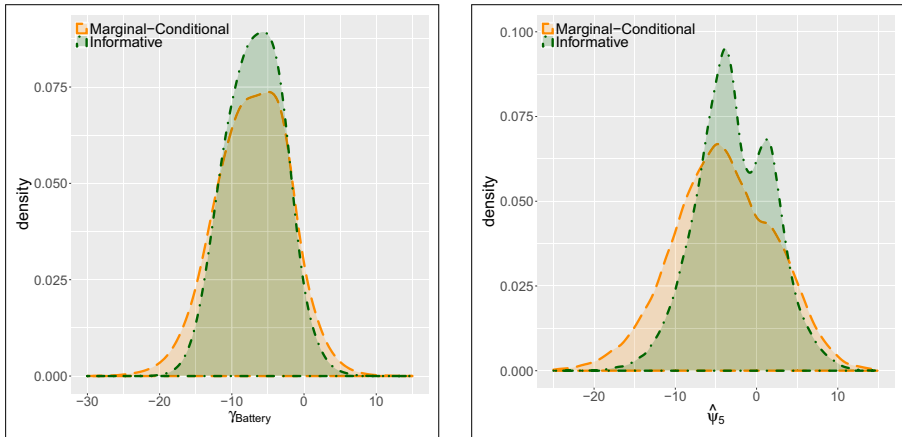 Marginal−Conditional
Informative
0.075
0.050
0.025
0.000
density
−30
−20
−10
0
10
γBattery
Marginal−Conditional
Informative
0.100
0.075
0.050
0.025
0.000
density
−20
−10
0
10
ψ̂5